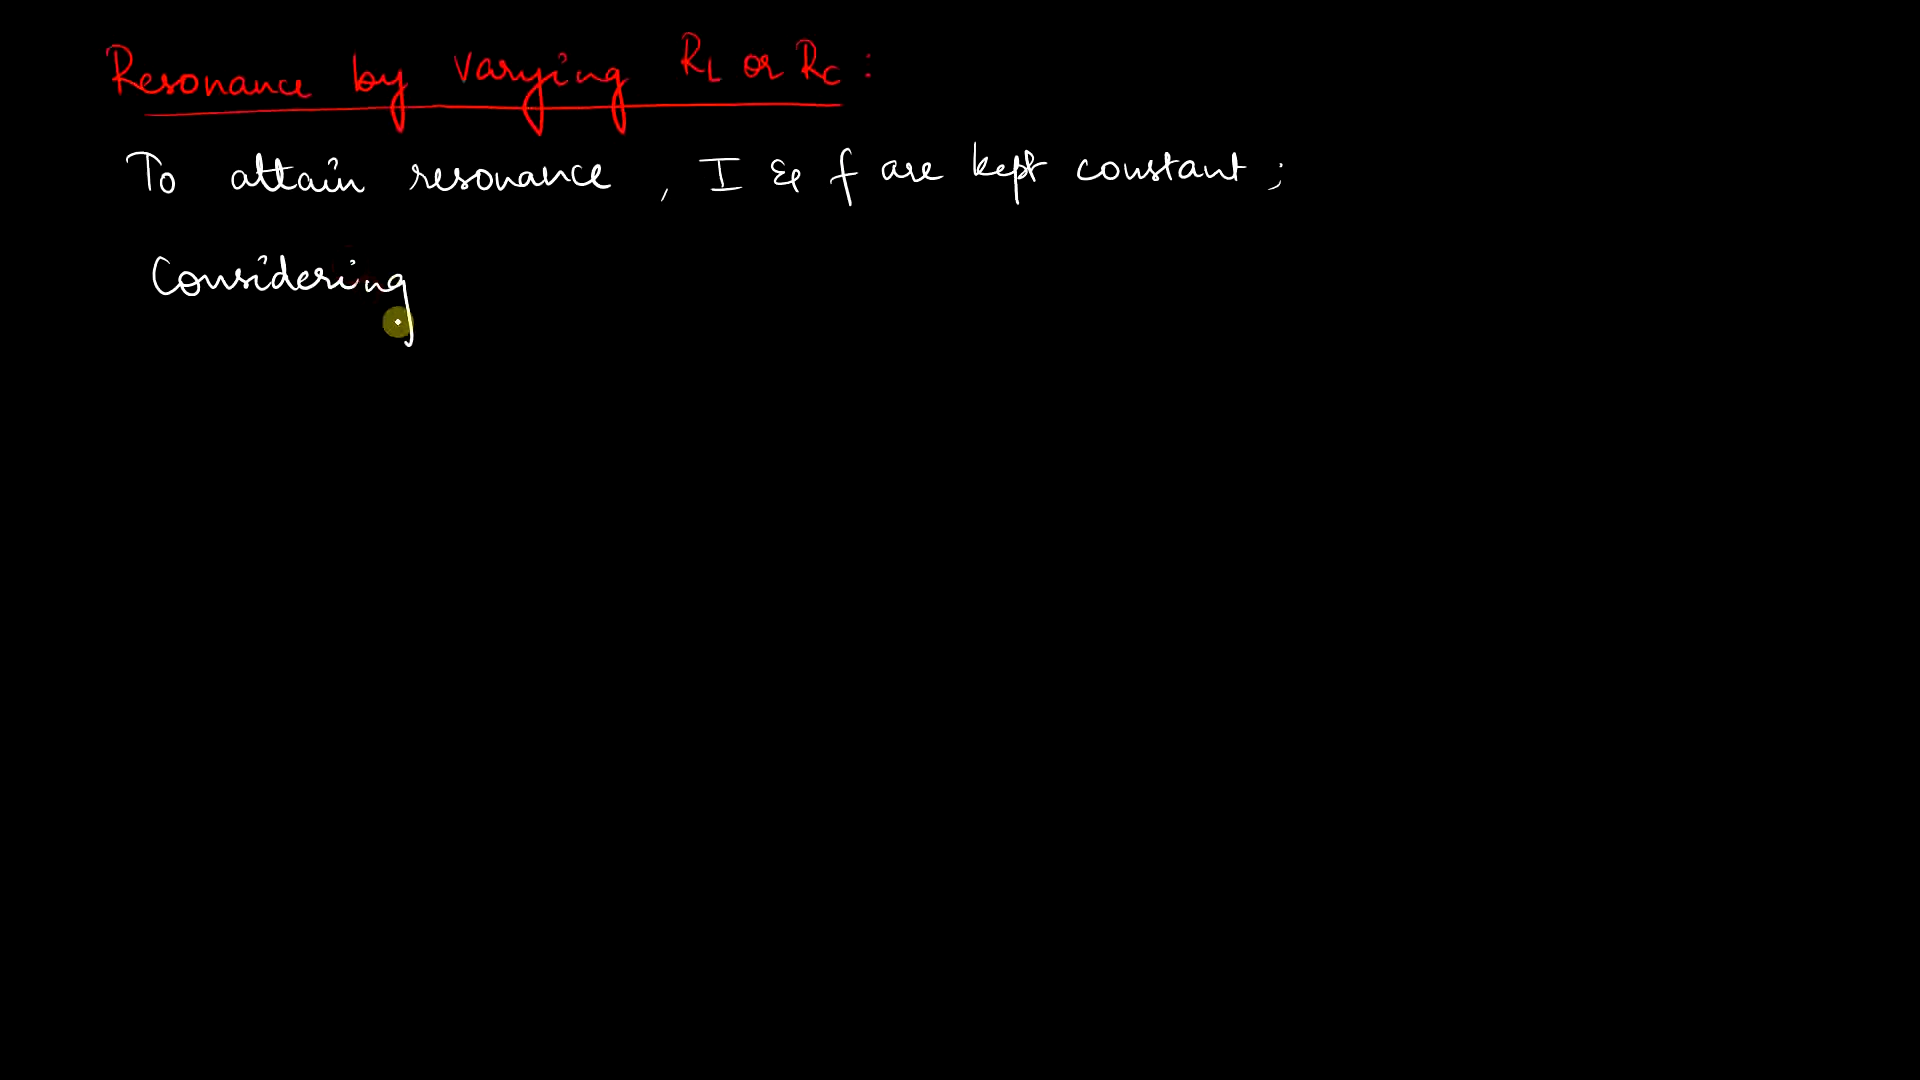 Resonance by varying RL or RC :
To attain resonance , I & f are kept constant ;
Considering